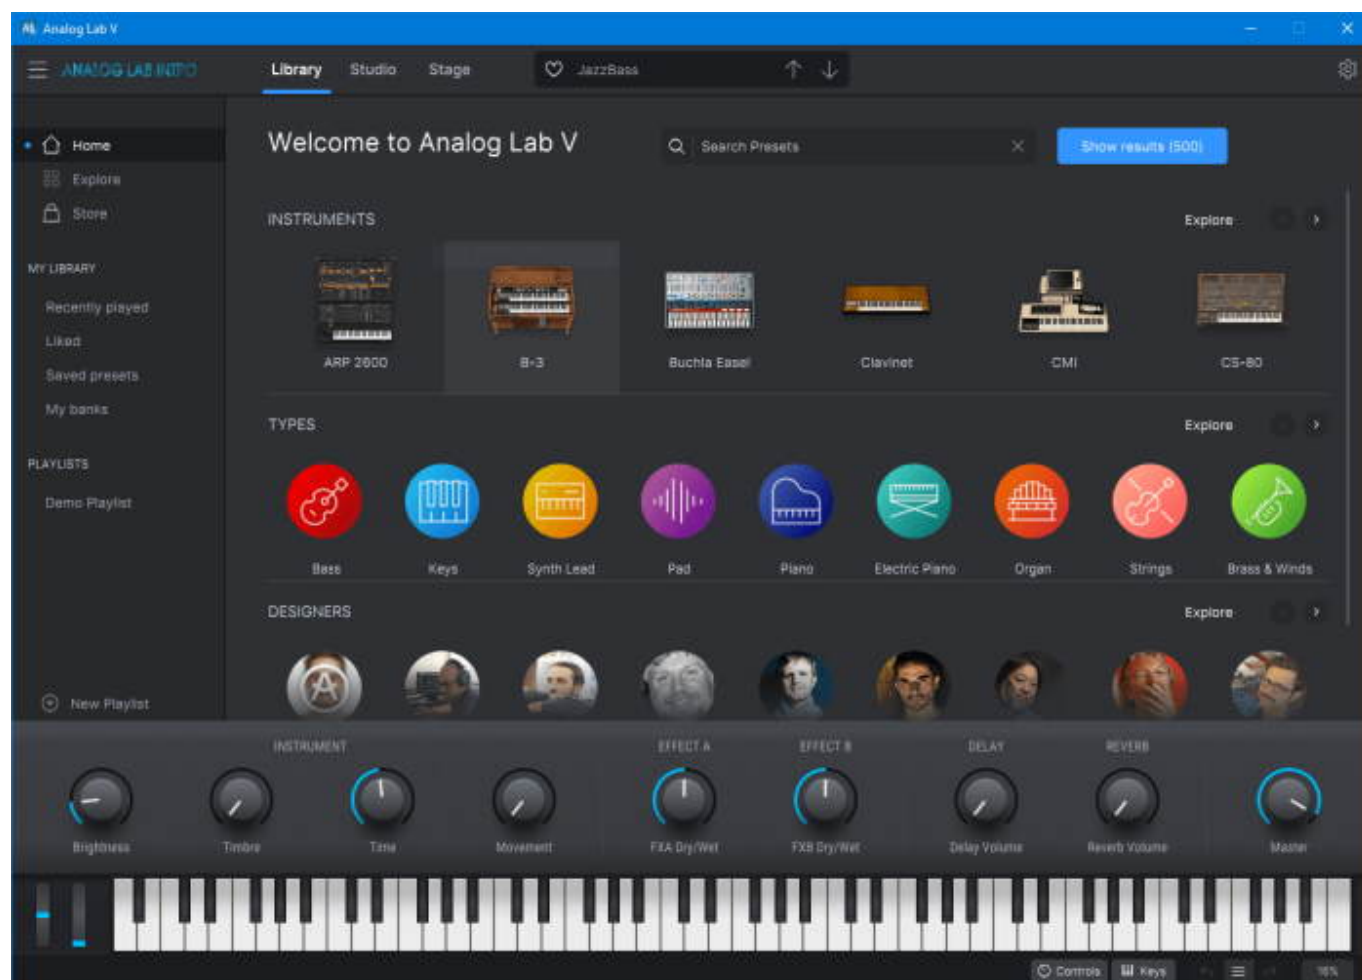 Analog Lab V
ANALOG LAB INTRO
Library Studio Stage JazzBass
Home
Explore
Store
MY LIBRARY
Recently played
Liked
Saved presets
My banks
PLAYLISTS
Demo Playlist
New Playlist
Welcome to Analog Lab V
Search Presets
Show results (500)
INSTRUMENTS Explore
ARP 2600 B-3 Buchla Easel Clavinet CMI CS-80
TYPES Explore
Bass Keys Synth Lead Pad Piano Electric Piano Organ Strings Brass & Winds
DESIGNERS Explore
INSTRUMENT EFFECT A EFFECT B DELAY REVERB
Brightness Timbre Time Movement FXA Dry/Wet FXB Dry/Wet Delay Volume Reverb Volume Master
Controls Keys